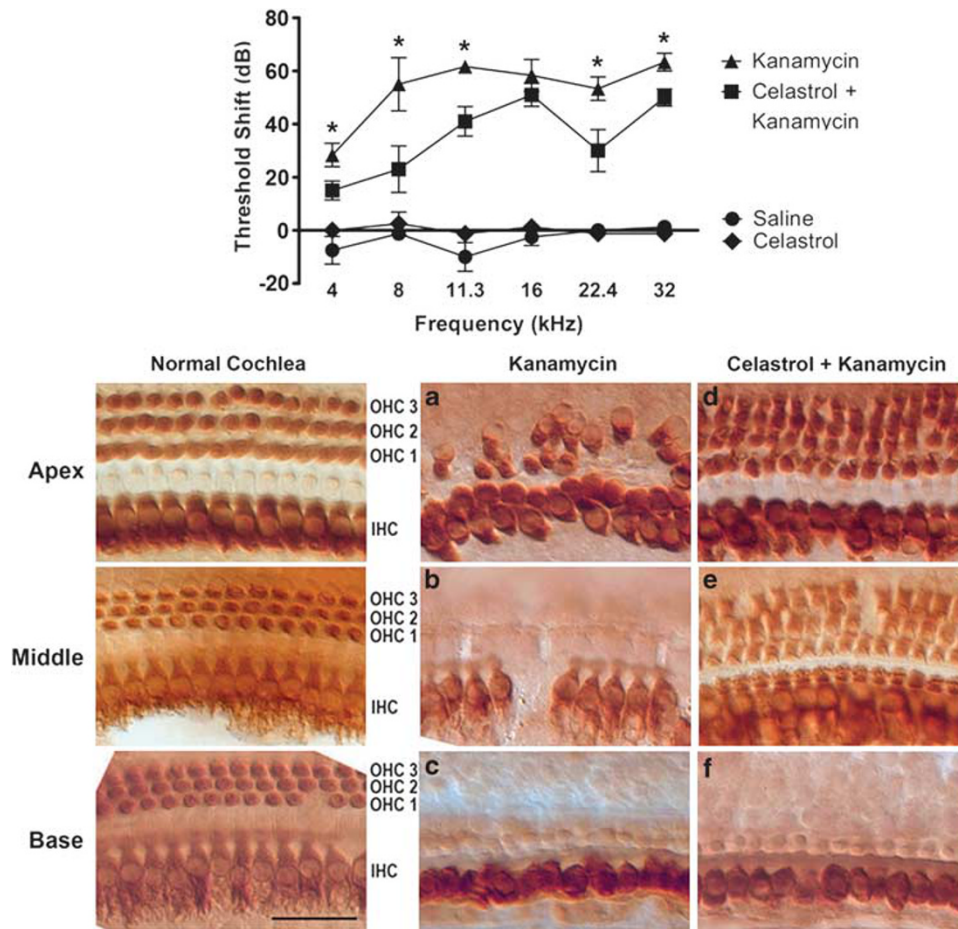 80
60
40
20
0
-20
Threshold Shift (dB)
*
*
*
*
*
4
8
11.3
16
22.4
32
Frequency (kHz)
Kanamycin
Celastrol +
Kanamycin
Saline
Celastrol
Normal Cochlea
Kanamycin
Celastrol + Kanamycin
Apex
OHC 3
OHC 2
OHC 1
IHC
a
d
Middle
OHC 3
OHC 2
OHC 1
IHC
b
e
Base
OHC 3
OHC 2
OHC 1
IHC
c
f